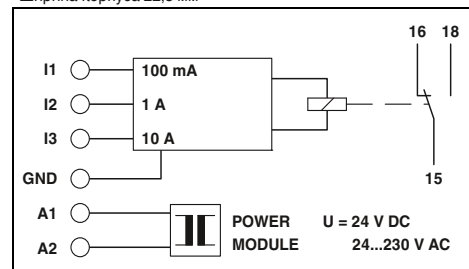 16 18
I1 100 mA
I2 1 A
I3 10 A
GND
15
A1
POWER U = 24 V DC
A2 MODULE 24...230 V AC